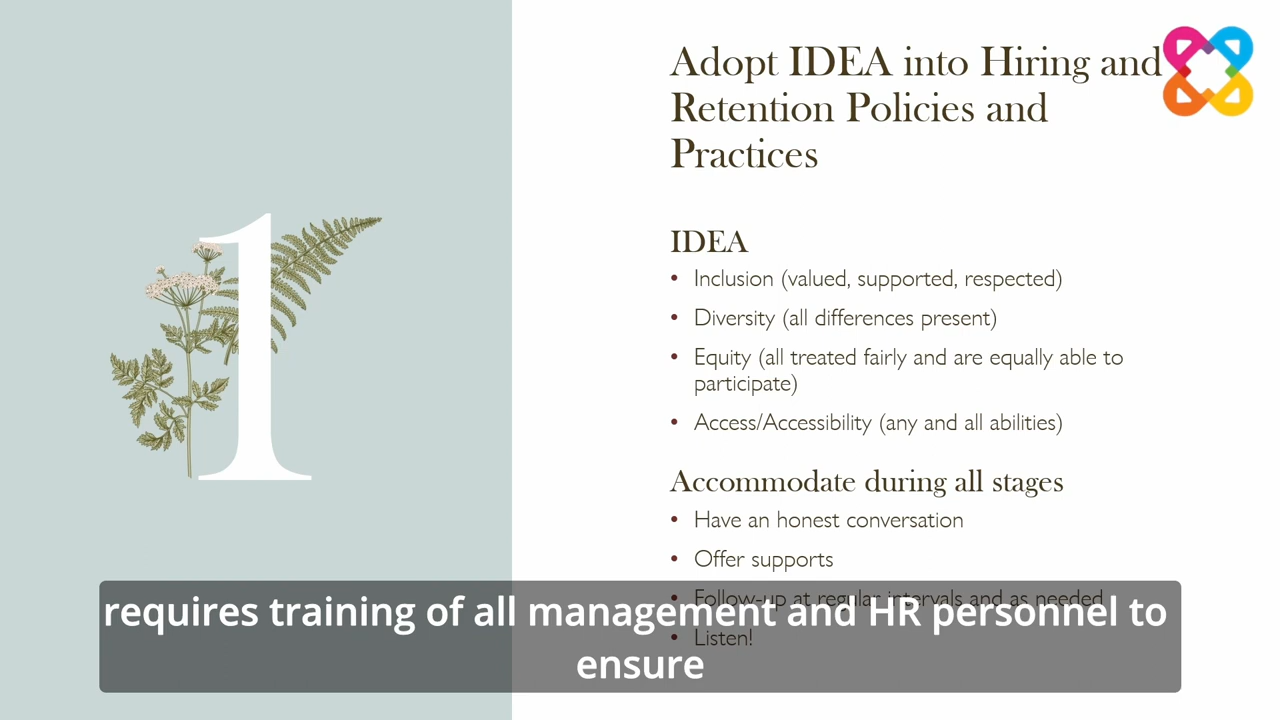 Adopt IDEA into Hiring and
Retention Policies and
Practices
1
IDEA
• Inclusion (valued, supported, respected)
• Diversity (all differences present)
• Equity (all treated fairly and are equally able to
participate)
• Access/Accessibility (any and all abilities)
Accommodate during all stages
• Have an honest conversation
• Offer supports
• Follow-up at regular intervals and as needed
• Listen!
requires training of all management and HR personnel to
ensure